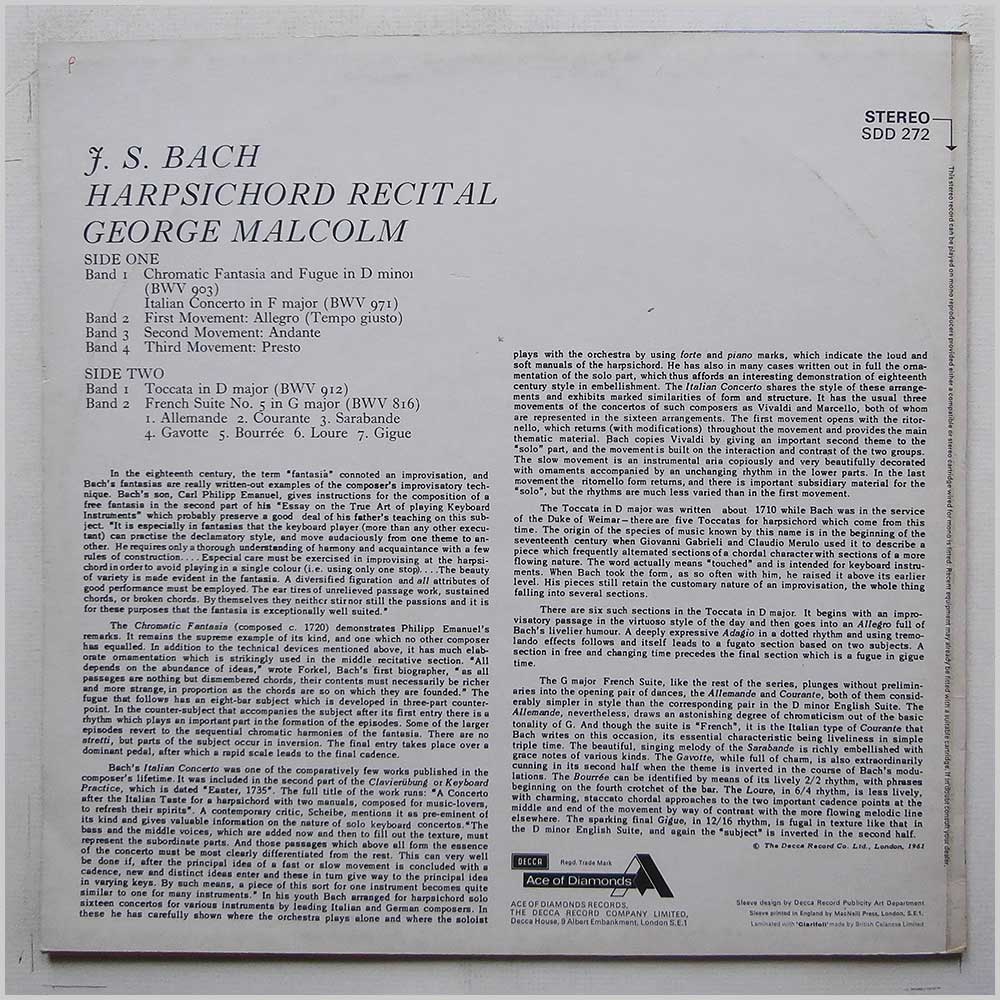 P
STEREO
SDD 272
J. S. BACH
HARPSICHORD RECITAL
GEORGE MALCOLM
SIDE ONE
Band 1 Chromatic Fantasia and Fugue in D minor
(BWV 903)
Italian Concerto in F major (BWV 971)
Band 2 First Movement: Allegro (Tempo giusto)
Band 3 Second Movement: Andante
Band 4 Third Movement: Presto
SIDE TWO
Band 1 Toccata in D major (BWV 912)
Band 2 French Suite No. 5 in G major (BWV 816)
1. Allemande 2. Courante 3. Sarabande
4. Gavotte 5. Bourrée 6. Loure 7. Gigue
In the eighteenth century, the term "fantasia" connoted an improvisation, and
Bach's fantasias are really written-out examples of the composer's improvisatory tech-
nique. Bach's son, Carl Philipp Emanuel, gives instructions for the composition of a
free fantasia in the second part of his "Essay on the True Art of playing Keyboard
Instruments" which probably preserve a good deal of his father's teaching on this sub-
ject. "It is especially in fantasias that the keyboard player (more than any other execu-
tant) can practise the declamatory style, and move audaciously from one theme to an-
other. He requires only a thorough understanding of harmony and acquaintance with a few
rules of construction.... Especial care must be exercised in improvising at the harpsi-
chord in order to avoid playing in a single colour (i.e. using only one stop)... The beauty
of variety is made evident in the fantasia. A diversified figuration and all attributes of
good performance must be employed. The ear tires of unrelieved passage work, sustained
chords, or broken chords. By themselves they neither stir nor still the passions and it is
for these purposes that the fantasia is exceptionally well suited."
The Chromatic Fantasia (composed c. 1720) demonstrates Philipp Emanuel's
remarks. It remains the supreme example of its kind, and one which no other composer
has equalled. In addition to the technical devices mentioned above, it has much elab-
orate ornamentation which is strikingly used in the middle recitative section. "All
depends on the abundance of ideas," wrote Forkel, Bach's first biographer, "as all
passages are nothing but dismembered chords, their contents must necessarily be richer
and more strange, in proportion as the chords are so on which they are founded." The
fugue that follows has an eight-bar subject which is developed in three-part counter-
point. In the counter-subject that accompanies the subject after its first entry there is a
rhythm which plays an important part in the formation of the episodes. Some of the larger
episodes revert to the sequential chromatic harmonies of the fantasia. There are no
stretti, but parts of the subject occur in inversion. The final entry takes place over a
dominant pedal, after which a rapid scale leads to the final cadence.
Bach's Italian Concerto was one of the comparatively few works published in the
composer's lifetime. It was included in the second part of the Clavierübung or Keyboard
Practice, which is dated "Easter, 1735". The full title of the work runs: "A Concerto
after the Italian Taste for a harpsichord with two manuals, composed for music-lovers,
to refresh their spirits". A contemporary critic, Scheibe, mentions it as pre-eminent of
its kind and gives valuable information on the nature of solo keyboard concertos. "The
bass and the middle voices, which are added now and then to fill out the texture, must
represent the subordinate parts. And those passages which above all form the essence
of the concerto must be most clearly differentiated from the rest. This can very well
be done if, after the principal idea of a fast or slow movement is concluded with a
cadence, new and distinct ideas enter and these in turn give way to the principal idea
in varying keys. By such means, a piece of this sort for one instrument becomes quite
similar to one for many instruments." In his youth Bach arranged for harpsichord solo
sixteen concertos for various instruments by leading Italian and German composers. In
these he has carefully shown where the orchestra plays alone and where the soloist
plays with the orchestra by using forte and piano marks, which indicate the loud and
soft manuals of the harpsichord. He has also in many cases written out in full the orna-
mentation of the solo part, which thus affords an interesting demonstration of eighteenth
century style in embellishment. The Italian Concerto shares the style of these arrange-
ments and exhibits marked similarities of form and structure. It has the usual three
movements of the concertos of such composers as Vivaldi and Marcello, both of whom
are represented in the sixteen arrangements. The first movement opens with the ritor-
nello, which returns (with modifications) throughout the movement and provides the main
thematic material. Bach copies Vivaldi by giving an important second theme to the
"solo" part, and the movement is built on the interaction and contrast of the two groups.
The slow movement is an instrumental aria copiously and very beautifully decorated
with ornaments accompanied by an unchanging rhythm in the lower parts. In the last
movement the ritornello form returns, and there is important subsidiary material for the
"solo", but the rhythms are much less varied than in the first movement.
The Toccata in D major was written about 1710 while Bach was in the service
of the Duke of Weimar—there are five Toccatas for harpsichord which come from this
time. The origin of the species of music known by this name is in the beginning of the
seventeenth century when Giovanni Gabrieli and Claudio Merulo used it to describe a
piece which frequently alternated sections of a chordal character with sections of a more
flowing nature. The word actually means "touched" and is intended for keyboard instru-
ments. When Bach took the form, as so often with him, he raised it above its earlier
level. His pieces still retain the customary nature of an improvisation, the whole thing
falling into several sections.
There are six such sections in the Toccata in D major. It begins with an impro-
visatory passage in the virtuoso style of the day and then goes into an Allegro full of
Bach's livelier humour. A deeply expressive Adagio in a dotted rhythm and using tremo-
lando effects follows and itself leads to a fugato section based on two subjects. A
section in free and changing time precedes the final section which is a fugue in gigue
time.
The G major French Suite, like the rest of the series, plunges without prelimin-
aries into the opening pair of dances, the Allemande and Courante, both of them consid-
erably simpler in style than the corresponding pair in the D minor English Suite. The
Allemande, nevertheless, draws an astonishing degree of chromaticism out of the basic
tonality of G. And though the suite is "French", it is the Italian type of Courante that
Bach writes on this occasion, its essential characteristic being liveliness in simple
triple time. The beautiful, singing melody of the Sarabande is richly embellished with
grace notes of various kinds. The Gavotte, while full of charm, is also extraordinarily
cunning in its second half when the theme is inverted in the course of Bach's modu-
lations. The Bourrée can be identified by means of its lively 2/2 rhythm, with phrases
beginning on the fourth crotchet of the bar. The Loure, in 6/4 rhythm, is less lively,
with charming, staccato chordal approaches to the two important cadence points at the
middle and end of the movement by way of contrast with the more flowing melodic line
elsewhere. The sparking final Gigue, in 12/16 rhythm, is fugal in texture like that in
the D minor English Suite, and again the "subject" is inverted in the second half.
© The Decca Record Co. Ltd., London, 1961
DECCA Regd. Trade Mark
Ace of Diamonds
ACE OF DIAMONDS RECORDS,
THE DECCA RECORD COMPANY LIMITED,
Decca House, 9 Albert Embankment, London S.E.1
Sleeve design by Decca Record Publicity Art Department
Sleeve printed in England by MacNeill Press, London, S.E.1.
Laminated with 'Clarifoil' made by British Celanese Limited
This stereo record can be played on mono reproducers provided either a compatible or stereo cartridge wired for mono is fitted. Recent equipment may already be fitted with a suitable cartridge. If in doubt consult your dealer.